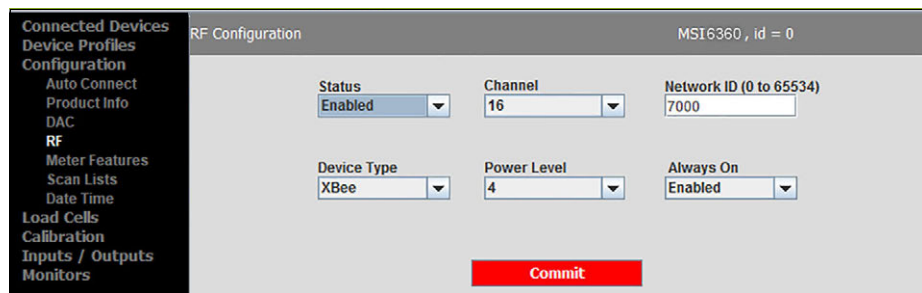 Connected Devices
Device Profiles
Configuration
Auto Connect
Product Info
DAC
RF
Meter Features
Scan Lists
Date Time
Load Cells
Calibration
Inputs / Outputs
Monitors
RF Configuration MSI6360 , id = 0
Status Channel Network ID (0 to 65534)
Enabled 16 7000
Device Type Power Level Always On
XBee 4 Enabled
Commit